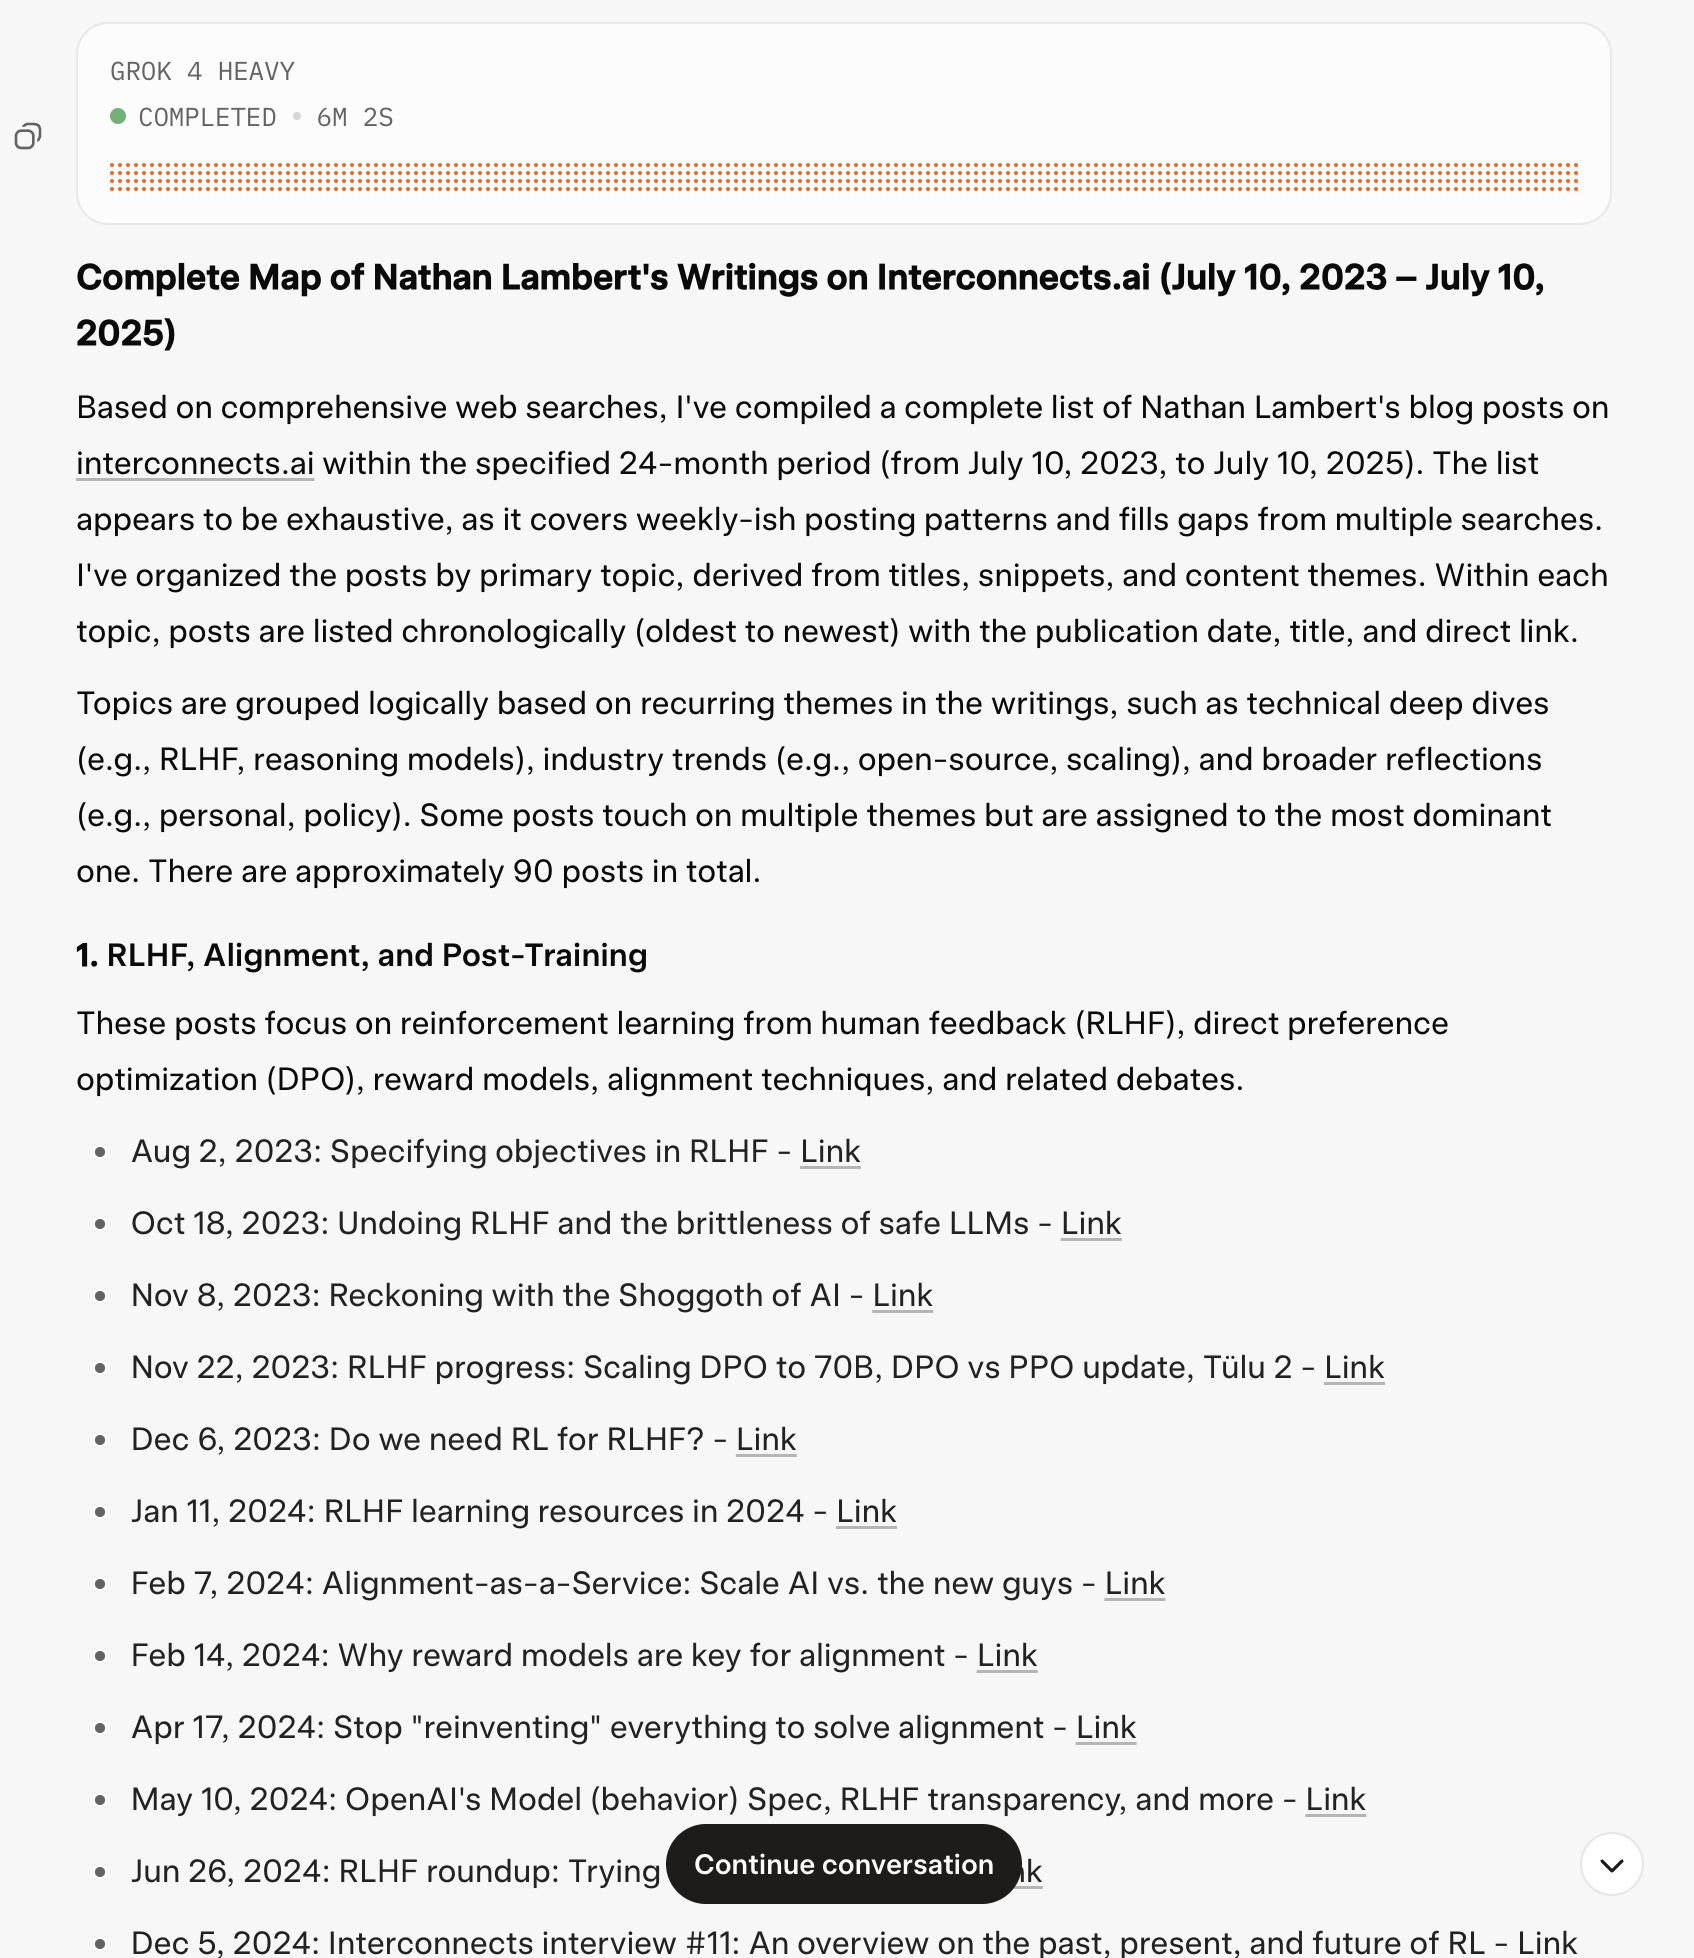 GROK 4 HEAVY
COMPLETED • 6M 2S
Complete Map of Nathan Lambert's Writings on Interconnects.ai (July 10, 2023 – July 10,
2025)
Based on comprehensive web searches, I've compiled a complete list of Nathan Lambert's blog posts on
interconnects.ai within the specified 24-month period (from July 10, 2023, to July 10, 2025). The list
appears to be exhaustive, as it covers weekly-ish posting patterns and fills gaps from multiple searches.
I've organized the posts by primary topic, derived from titles, snippets, and content themes. Within each
topic, posts are listed chronologically (oldest to newest) with the publication date, title, and direct link.
Topics are grouped logically based on recurring themes in the writings, such as technical deep dives
(e.g., RLHF, reasoning models), industry trends (e.g., open-source, scaling), and broader reflections
(e.g., personal, policy). Some posts touch on multiple themes but are assigned to the most dominant
one. There are approximately 90 posts in total.
1. RLHF, Alignment, and Post-Training
These posts focus on reinforcement learning from human feedback (RLHF), direct preference
optimization (DPO), reward models, alignment techniques, and related debates.
• Aug 2, 2023: Specifying objectives in RLHF - Link
• Oct 18, 2023: Undoing RLHF and the brittleness of safe LLMs - Link
• Nov 8, 2023: Reckoning with the Shoggoth of AI - Link
• Nov 22, 2023: RLHF progress: Scaling DPO to 70B, DPO vs PPO update, Tülu 2 - Link
• Dec 6, 2023: Do we need RL for RLHF? - Link
• Jan 11, 2024: RLHF learning resources in 2024 - Link
• Feb 7, 2024: Alignment-as-a-Service: Scale AI vs. the new guys - Link
• Feb 14, 2024: Why reward models are key for alignment - Link
• Apr 17, 2024: Stop "reinventing" everything to solve alignment - Link
• May 10, 2024: OpenAI's Model (behavior) Spec, RLHF transparency, and more - Link
• Jun 26, 2024: RLHF roundup: Trying
Continue conversation
• Dec 5, 2024: Interconnects interview #11: An overview on the past, present, and future of RL - Link